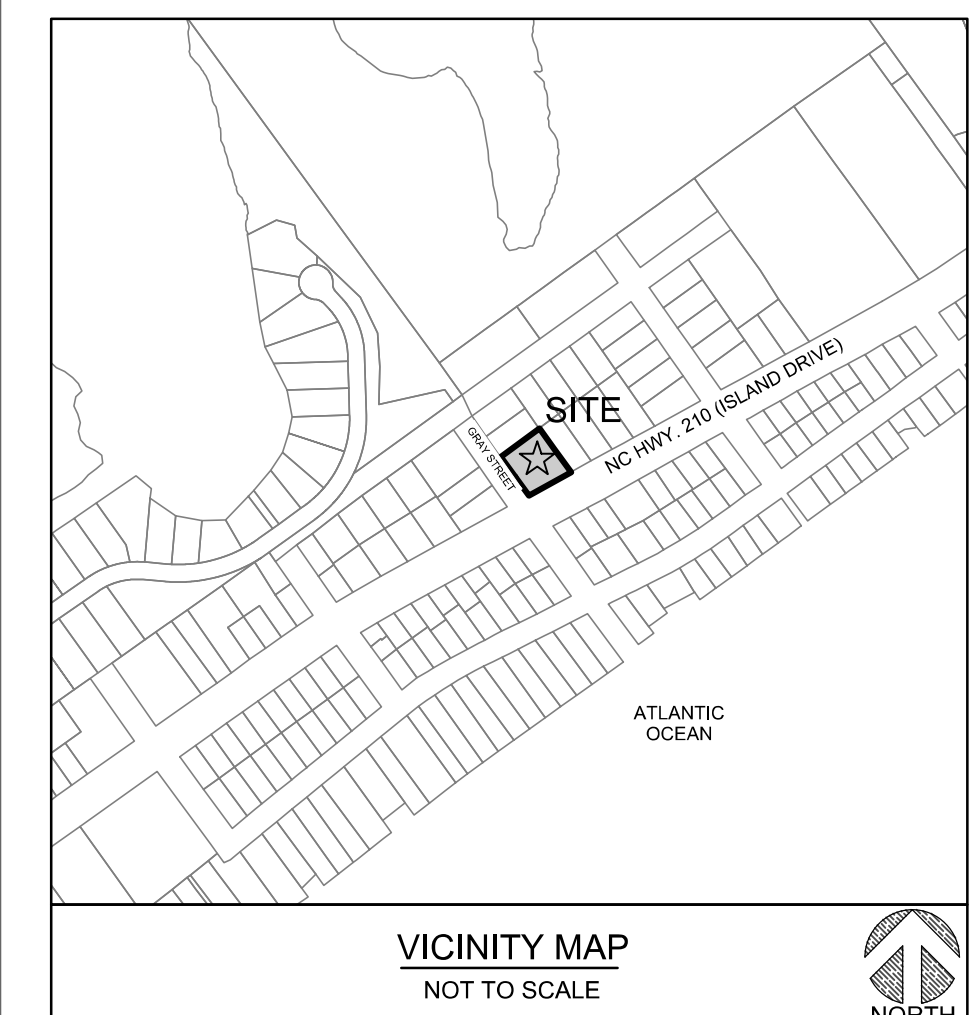 SITE
GRAY STREET
NC HWY. 210 (ISLAND DRIVE)
ATLANTIC
OCEAN
VICINITY MAP
NOT TO SCALE
NORTH